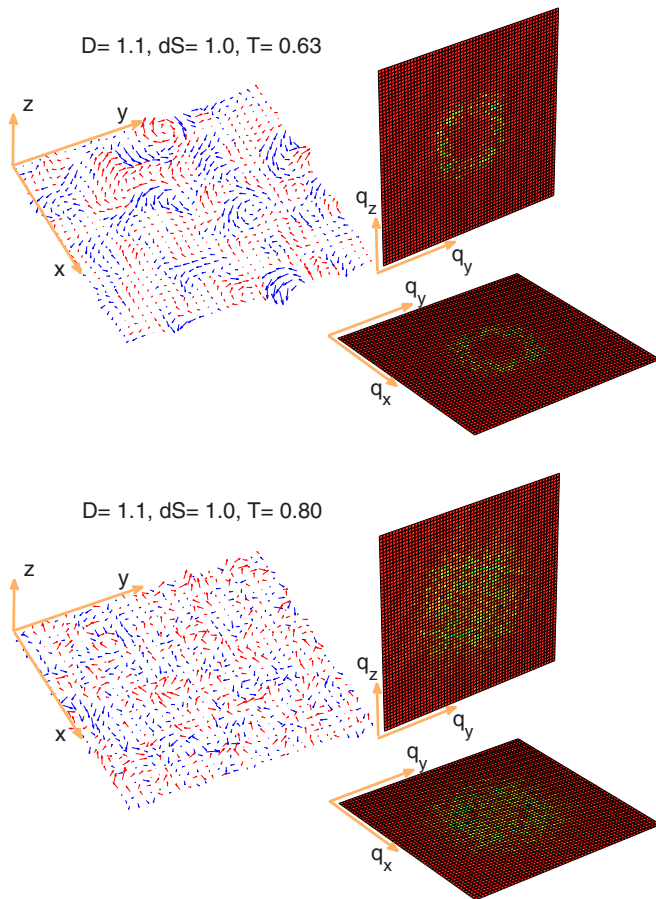 D= 1.1, dS= 1.0, T= 0.63
z
y
x
q_z
q_y
q_y
q_x
D= 1.1, dS= 1.0, T= 0.80
z
y
x
q_z
q_y
q_y
q_x